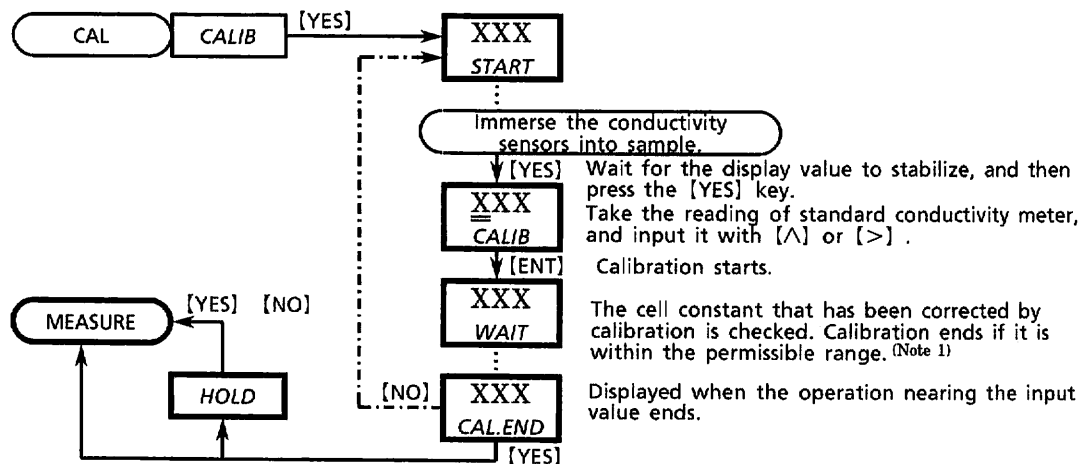 CAL
CALIB
【YES】
XXX
START
Immerse the conductivity
sensors into sample.
【YES】
Wait for the display value to stabilize, and then
press the 【YES】 key.
XXX
CALIB
Take the reading of standard conductivity meter,
and input it with 【∧】 or 【>】 .
【ENT】
Calibration starts.
XXX
WAIT
The cell constant that has been corrected by
calibration is checked. Calibration ends if it is
within the permissible range. (Note 1)
MEASURE
【YES】 【NO】
HOLD
【NO】
XXX
CAL.END
Displayed when the operation nearing the input
value ends.
【YES】